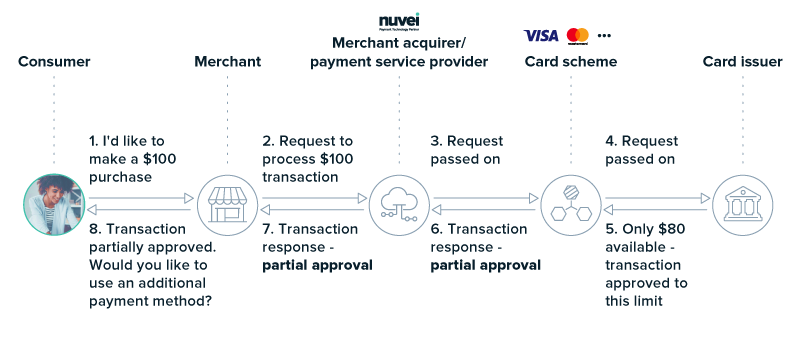 nuvei
Payment Technology Partner
Merchant acquirer/
payment service provider
VISA
mastercard
•••
Consumer
Merchant
Card scheme
Card issuer
1. I'd like to
make a $100
purchase
2. Request to
process $100
transaction
3. Request
passed on
4. Request
passed on
8. Transaction
partially approved.
Would you like to
use an additional
payment method?
7. Transaction
response -
partial approval
6. Transaction
response -
partial approval
5. Only $80
available -
transaction
approved to
this limit